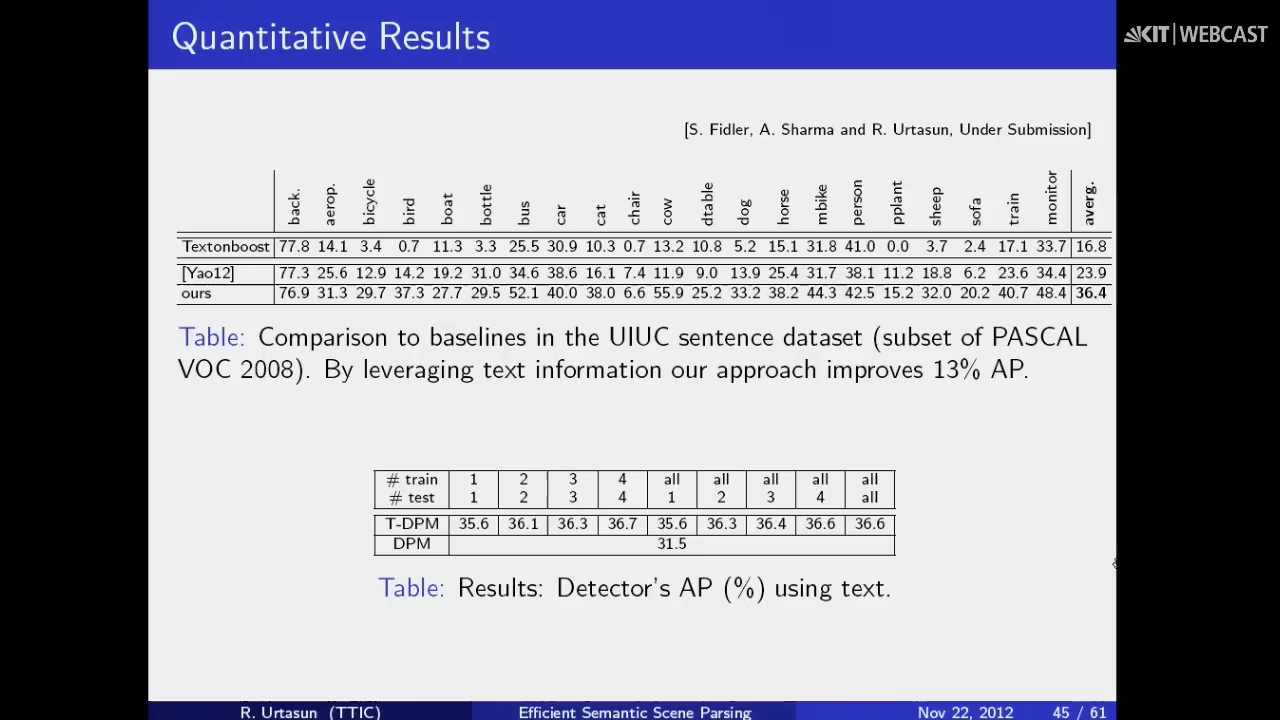 Quantitative Results
KIT | WEBCAST
[S. Fidler, A. Sharma and R. Urtasun, Under Submission]
back. aerop. bicycle bird boat bottle bus car cat chair cow dtable dog horse mbike person pplant sheep sofa train monitor averg.
Textonboost 77.8 14.1 3.4 0.7 11.3 3.3 25.5 30.9 10.3 0.7 13.2 10.8 5.2 15.1 31.8 41.0 0.0 3.7 2.4 17.1 33.7 16.8
[Yao12] 77.3 25.6 12.9 14.2 19.2 31.0 34.6 38.6 16.1 7.4 11.9 9.0 13.9 25.4 31.7 38.1 11.2 18.8 6.2 23.6 34.4 23.9
ours 76.9 31.3 29.7 37.3 27.7 29.5 52.1 40.0 38.0 6.6 55.9 25.2 33.2 38.2 44.3 42.5 15.2 32.0 20.2 40.7 48.4 36.4
Table: Comparison to baselines in the UIUC sentence dataset (subset of PASCAL
VOC 2008). By leveraging text information our approach improves 13% AP.
# train 1 2 3 4 all all all all all
# test 1 2 3 4 1 2 3 4 all
T-DPM 35.6 36.1 36.3 36.7 35.6 36.3 36.4 36.6 36.6
DPM 31.5
Table: Results: Detector's AP (%) using text.
R. Urtasun (TTIC) Efficient Semantic Scene Parsing Nov 22, 2012 45 / 61